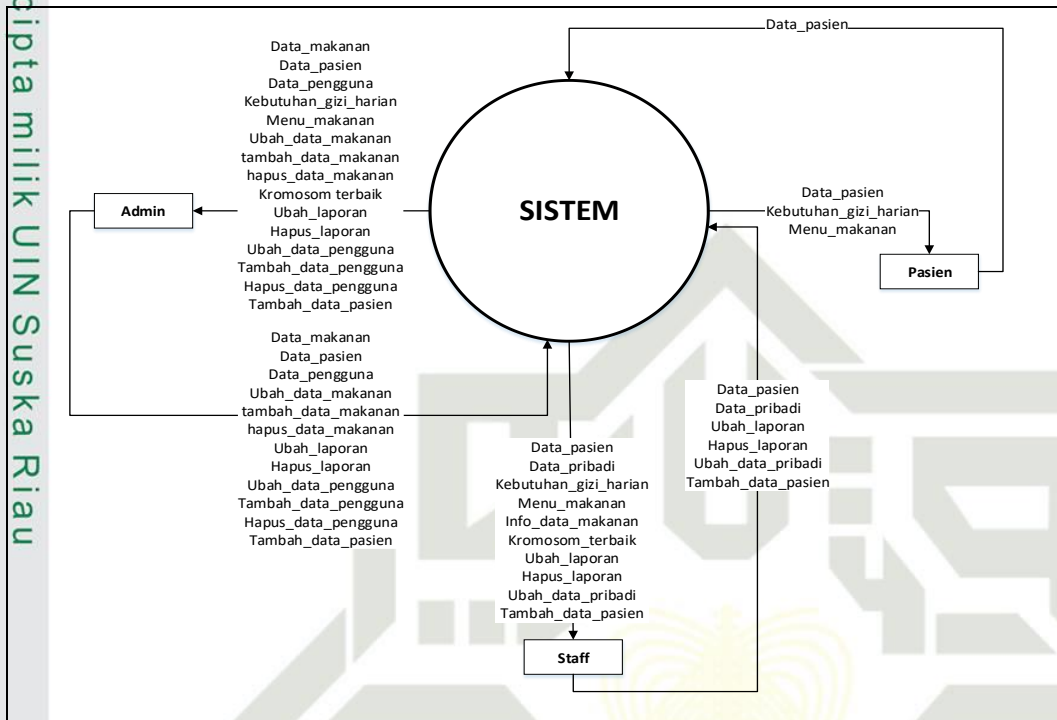 cipta milik UIN Suska Riau
Data_pasien
Data_makanan
Data_pasien
Data_pengguna
Kebutuhan_gizi_harian
Menu_makanan
Ubah_data_makanan
tambah_data_makanan
hapus_data_makanan
Kromosom terbaik
Ubah_laporan
Hapus_laporan
Ubah_data_pengguna
Tambah_data_pengguna
Hapus_data_pengguna
Tambah_data_pasien
Admin
SISTEM
Data_pasien
Kebutuhan_gizi_harian
Menu_makanan
Pasien
Data_makanan
Data_pasien
Data_pengguna
Ubah_data_makanan
tambah_data_makanan
hapus_data_makanan
Ubah_laporan
Hapus_laporan
Ubah_data_pengguna
Tambah_data_pengguna
Hapus_data_pengguna
Tambah_data_pasien
Data_pasien
Data_pribadi
Kebutuhan_gizi_harian
Menu_makanan
Info_data_makanan
Kromosom_terbaik
Ubah_laporan
Hapus_laporan
Ubah_data_pribadi
Tambah_data_pasien
Data_pasien
Data_pribadi
Ubah_laporan
Hapus_laporan
Ubah_data_pribadi
Tambah_data_pasien
Staff